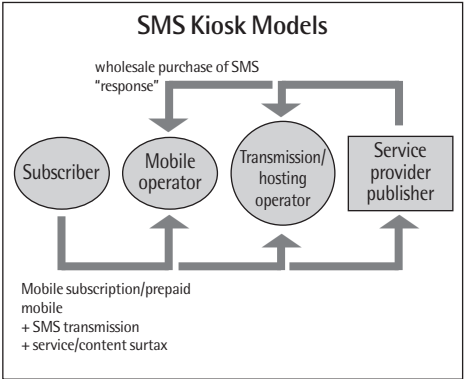 SMS Kiosk Models
wholesale purchase of SMS
“response”
Subscriber
Mobile
operator
Transmission/
hosting
operator
Service
provider
publisher
Mobile subscription/prepaid
mobile
+ SMS transmission
+ service/content surtax